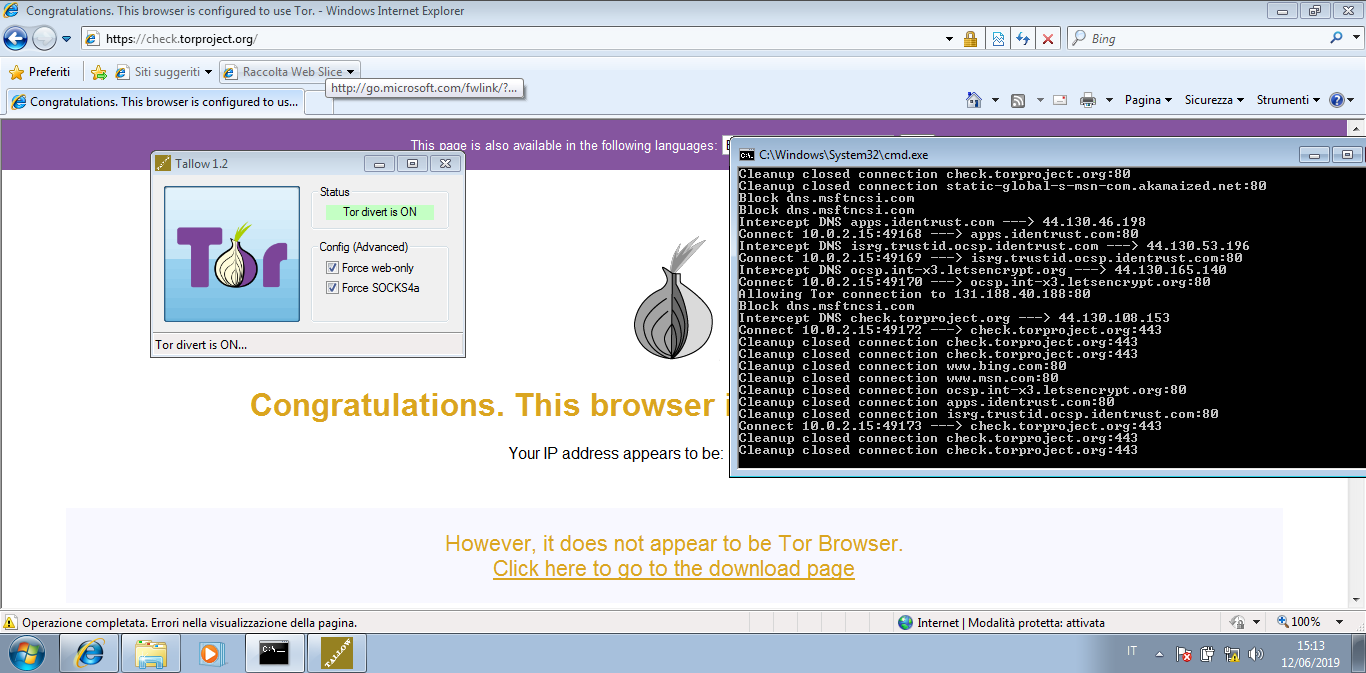 Congratulations. This browser is configured to use Tor. - Windows Internet Explorer
https://check.torproject.org/
Bing
Preferiti
Siti suggeriti
Raccolta Web Slice
http://go.microsoft.com/fwlink/?...
Congratulations. This browser is configured to us...
Pagina
Sicurezza
Strumenti
This page is also available in the following languages:
Tallow 1.2
Tor
Status
Tor divert is ON
Config (Advanced)
Force web-only
Force SOCKS4a
Tor divert is ON...
C:\Windows\System32\cmd.exe
Cleanup closed connection check.torproject.org:80
Cleanup closed connection static-global-s-msn-com.akamaized.net:80
Block dns.msftncsi.com
Block dns.msftncsi.com
Intercept DNS apps.identrust.com ---> 44.130.46.198
Connect 10.0.2.15:49168 ---> apps.identrust.com:80
Intercept DNS isrg.trustid.ocsp.identrust.com ---> 44.130.53.196
Connect 10.0.2.15:49169 ---> isrg.trustid.ocsp.identrust.com:80
Intercept DNS ocsp.int-x3.letsencrypt.org ---> 44.130.165.140
Connect 10.0.2.15:49170 ---> ocsp.int-x3.letsencrypt.org:80
Allowing Tor connection to 131.188.40.188:80
Block dns.msftncsi.com
Intercept DNS check.torproject.org ---> 44.130.108.153
Connect 10.0.2.15:49172 ---> check.torproject.org:443
Cleanup closed connection check.torproject.org:443
Cleanup closed connection check.torproject.org:443
Cleanup closed connection www.bing.com:80
Cleanup closed connection www.msn.com:80
Cleanup closed connection ocsp.int-x3.letsencrypt.org:80
Cleanup closed connection apps.identrust.com:80
Cleanup closed connection isrg.trustid.ocsp.identrust.com:80
Connect 10.0.2.15:49173 ---> check.torproject.org:443
Cleanup closed connection check.torproject.org:443
Cleanup closed connection check.torproject.org:443
Congratulations. This browser i
Your IP address appears to be:
However, it does not appear to be Tor Browser.
Click here to go to the download page
Operazione completata. Errori nella visualizzazione della pagina.
Internet | Modalità protetta: attivata
100%
TALLOW
IT
15:13
12/06/2019